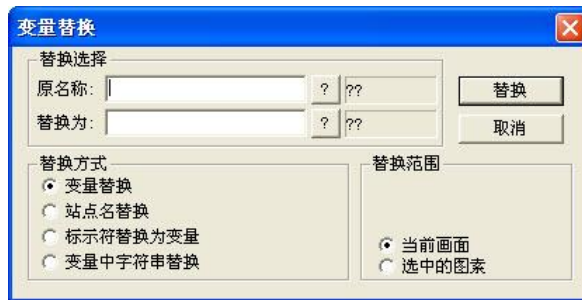 变量替换
替换选择
原名称: ? ?? 替换
替换为: ? ?? 取消
替换方式
变量替换
站点名替换
标示符替换为变量
变量中字符串替换
替换范围
当前画面
选中的图素